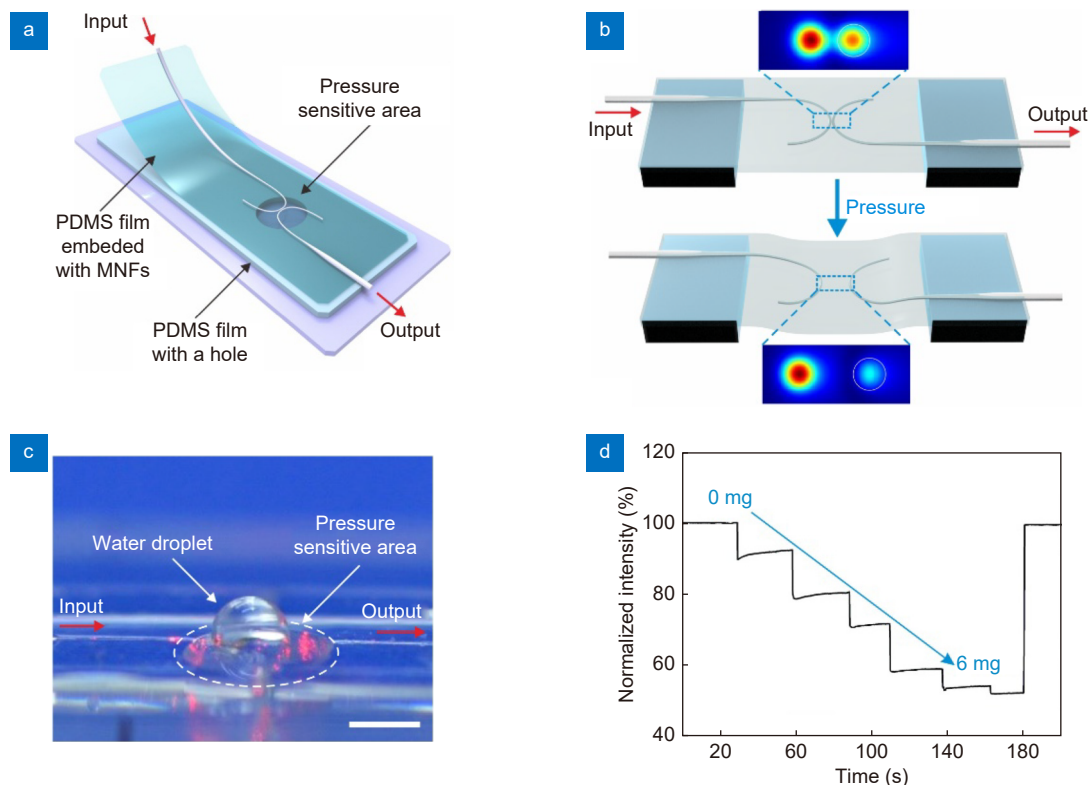 a
Input
Pressure
sensitive area
PDMS film
embeded
with MNFs
PDMS film
with a hole
Output
b
Input
Output
Pressure
c
Water droplet
Pressure
sensitive area
Input
Output
d
Normalized intensity (%)
120
100
80
60
40
0 mg
6 mg
20
60
100
140
180
Time (s)